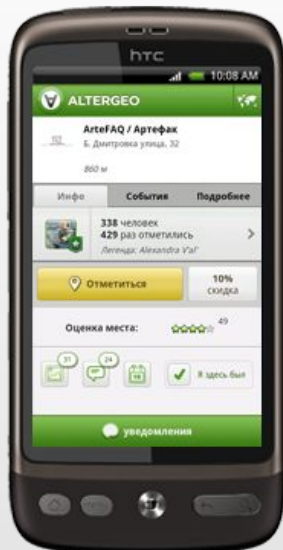 hTC
10:08 AM
ALTERGEO
ArteFAQ / Артефак
Б. Дмитровка улица, 32
860 м
Инфо События Подробнее
338 человек
429 раз отметились
Легенда: Alexandra V'al'
Отметиться
10%
скидка
Оценка места: 49
31 24
Я здесь был
уведомления